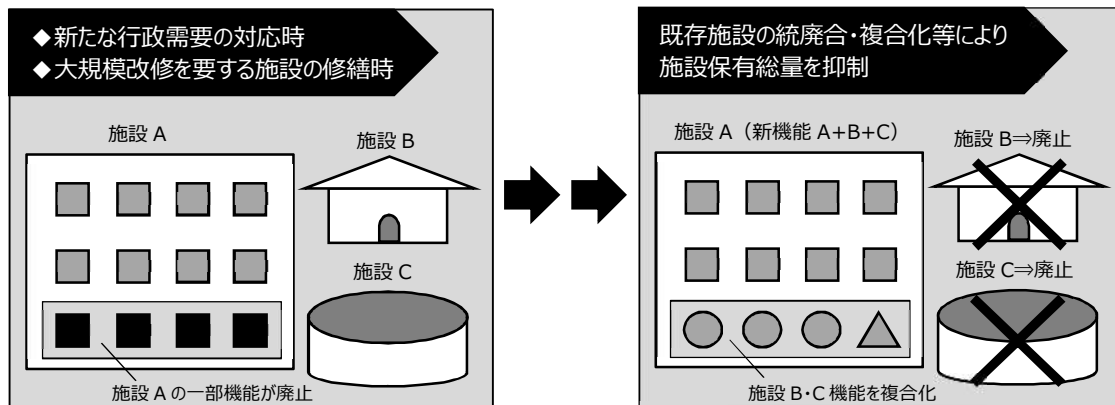 ◆新たな行政需要の対応時
◆大規模改修を要する施設の修繕時
施設 A
施設 B
施設 C
施設 A の一部機能が廃止
既存施設の統廃合・複合化等により
施設保有総量を抑制
施設 A（新機能 A+B+C）
施設 B⇒廃止
施設 C⇒廃止
施設 B・C 機能を複合化